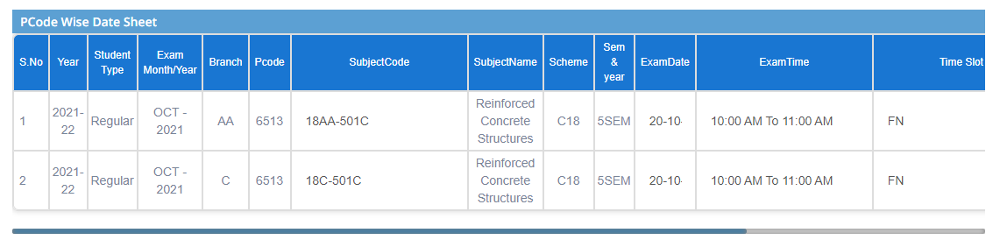 PCode Wise Date Sheet
S.No Year Student Type Exam Month/Year Branch Pcode SubjectCode SubjectName Scheme Sem & year ExamDate ExamTime Time Slot
1 2021-22 Regular OCT - 2021 AA 6513 18AA-501C Reinforced Concrete Structures C18 5SEM 20-10- 10:00 AM To 11:00 AM FN
2 2021-22 Regular OCT - 2021 C 6513 18C-501C Reinforced Concrete Structures C18 5SEM 20-10- 10:00 AM To 11:00 AM FN